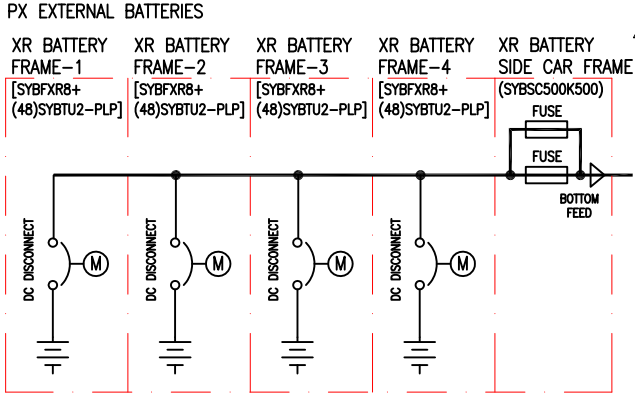 PX EXTERNAL BATTERIES
XR BATTERY
FRAME-1
[SYBFXR8+
(48)SYBTU2-PLP]
XR BATTERY
FRAME-2
[SYBFXR8+
(48)SYBTU2-PLP]
XR BATTERY
FRAME-3
[SYBFXR8+
(48)SYBTU2-PLP]
XR BATTERY
FRAME-4
[SYBFXR8+
(48)SYBTU2-PLP]
XR BATTERY
SIDE CAR FRAME
(SYBSC500K500)
FUSE
FUSE
BOTTOM
FEED
DC DISCONNECT
M
DC DISCONNECT
M
DC DISCONNECT
M
DC DISCONNECT
M